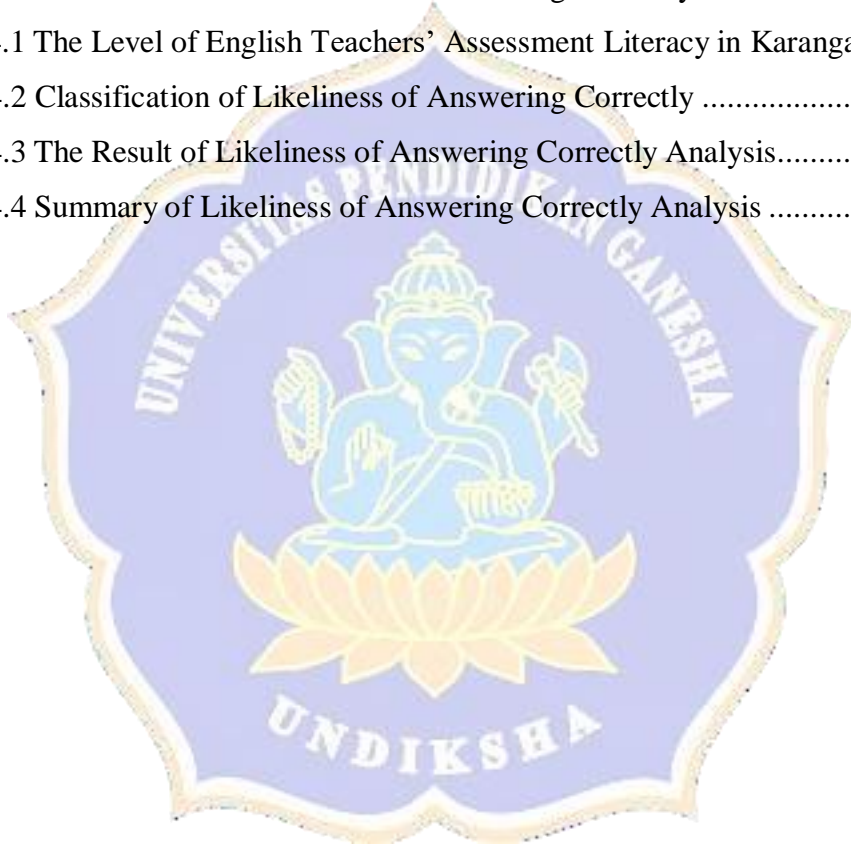 .1 The Level of English Teachers’ Assessment Literacy in Karanga
.2 Classification of Likeliness of Answering Correctly ...................
.3 The Result of Likeliness of Answering Correctly Analysis..........
.4 Summary of Likeliness of Answering Correctly Analysis ...........
UNIVERSITAS PENDIDIKAN GANESHA
UNDIKSHA